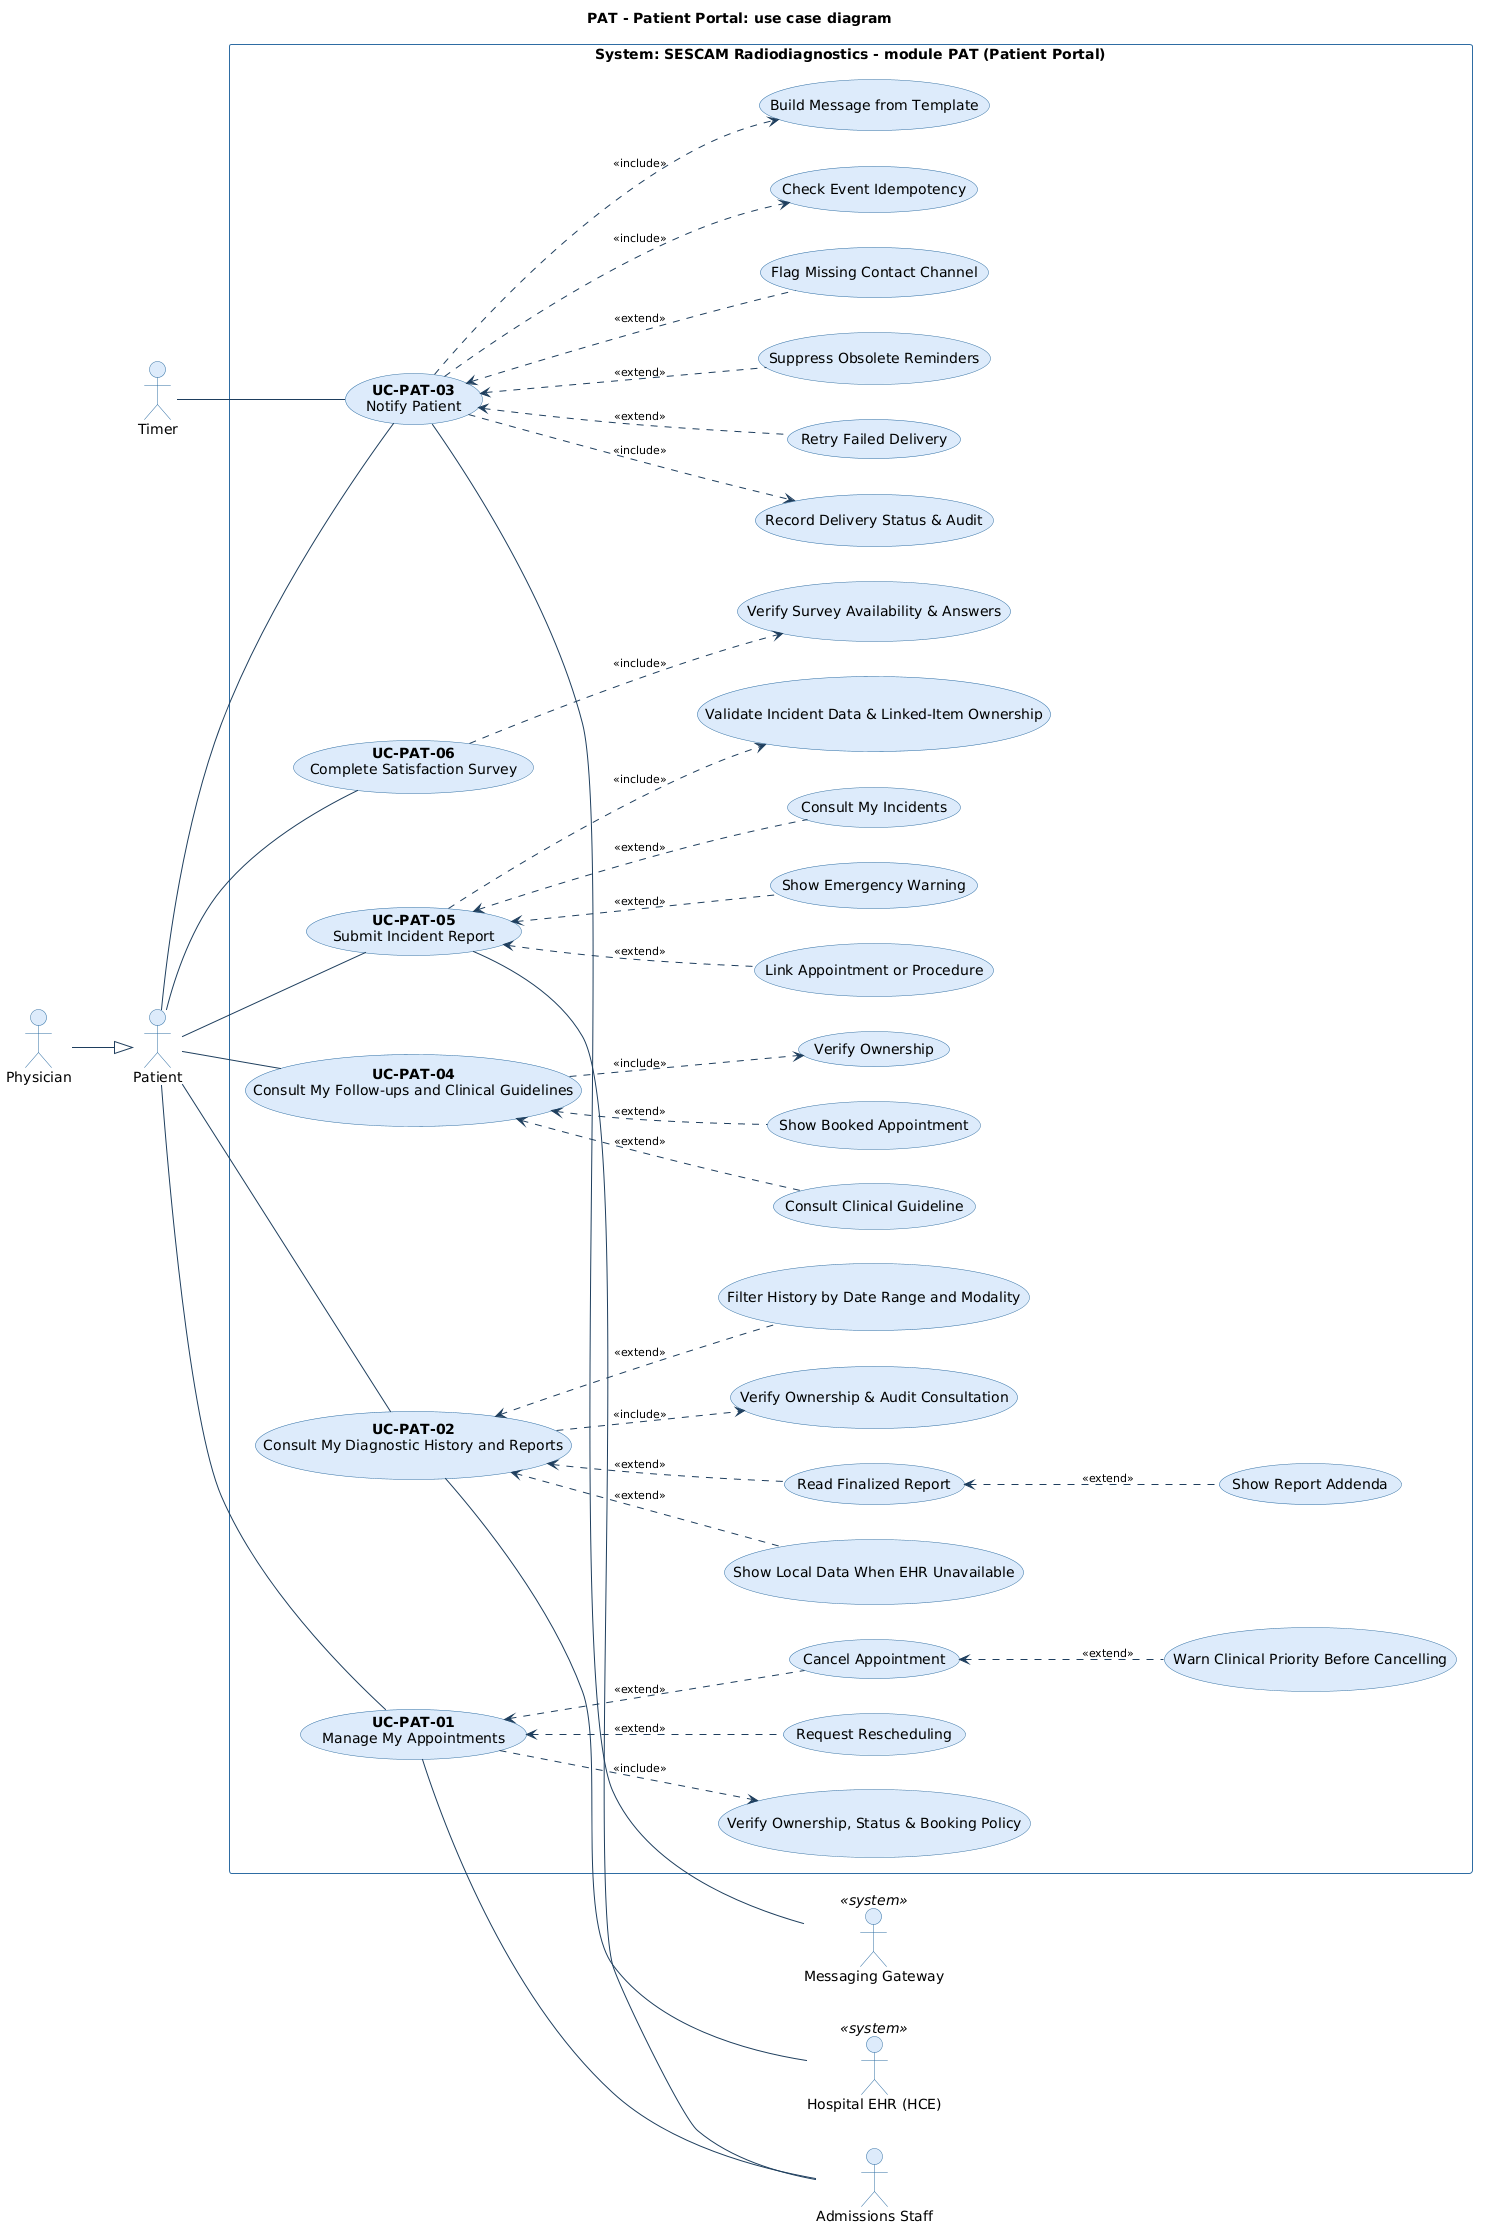 PAT - Patient Portal: use case diagram
System: SESCAM Radiodiagnostics - module PAT (Patient Portal)
Build Message from Template
«include»
Check Event Idempotency
«include»
Flag Missing Contact Channel
«extend»
Suppress Obsolete Reminders
«extend»
UC-PAT-03
Notify Patient
«extend»
Timer
Retry Failed Delivery
«include»
Record Delivery Status & Audit
Verify Survey Availability & Answers
«include»
Validate Incident Data & Linked-Item Ownership
UC-PAT-06
Complete Satisfaction Survey
«include»
Consult My Incidents
«extend»
Show Emergency Warning
«extend»
UC-PAT-05
Submit Incident Report
«extend»
Link Appointment or Procedure
Verify Ownership
«include»
Physician
Patient
UC-PAT-04
Consult My Follow-ups and Clinical Guidelines
«extend»
Show Booked Appointment
«extend»
Consult Clinical Guideline
Filter History by Date Range and Modality
«extend»
Verify Ownership & Audit Consultation
«include»
UC-PAT-02
Consult My Diagnostic History and Reports
«extend»
Read Finalized Report
«extend»
Show Report Addenda
«extend»
Show Local Data When EHR Unavailable
Cancel Appointment
«extend»
Warn Clinical Priority Before Cancelling
«extend»
UC-PAT-01
Manage My Appointments
«extend»
Request Rescheduling
«include»
Verify Ownership, Status & Booking Policy
«system»
Messaging Gateway
«system»
Hospital EHR (HCE)
Admissions Staff